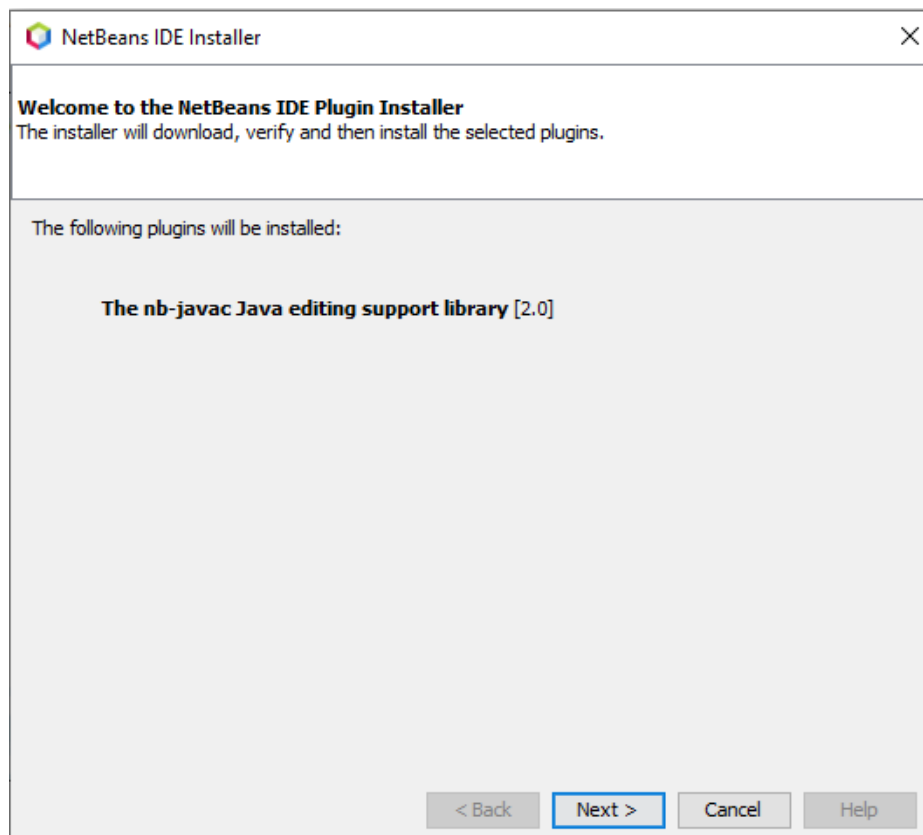 NetBeans IDE Installer
Welcome to the NetBeans IDE Plugin Installer
The installer will download, verify and then install the selected plugins.
The following plugins will be installed:
The nb-javac Java editing support library [2.0]
< Back Next > Cancel Help